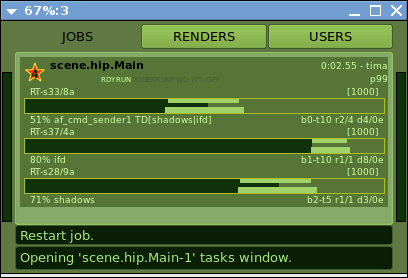 67%:3
JOBS RENDERS USERS
scene.hip.Main 0:02.55 - tima
RDYRUN p99
RT-s33/8a [1000]
51% af_cmd_sender1 TD[shadows|ifd] b0-t10 r2/4 d4/0e
RT-s37/4a [1000]
80% ifd b1-t10 r1/1 d8/0e
RT-s28/9a [1000]
71% shadows b2-t5 r1/1 d3/0e
Restart job.
Opening 'scene.hip.Main-1' tasks window.